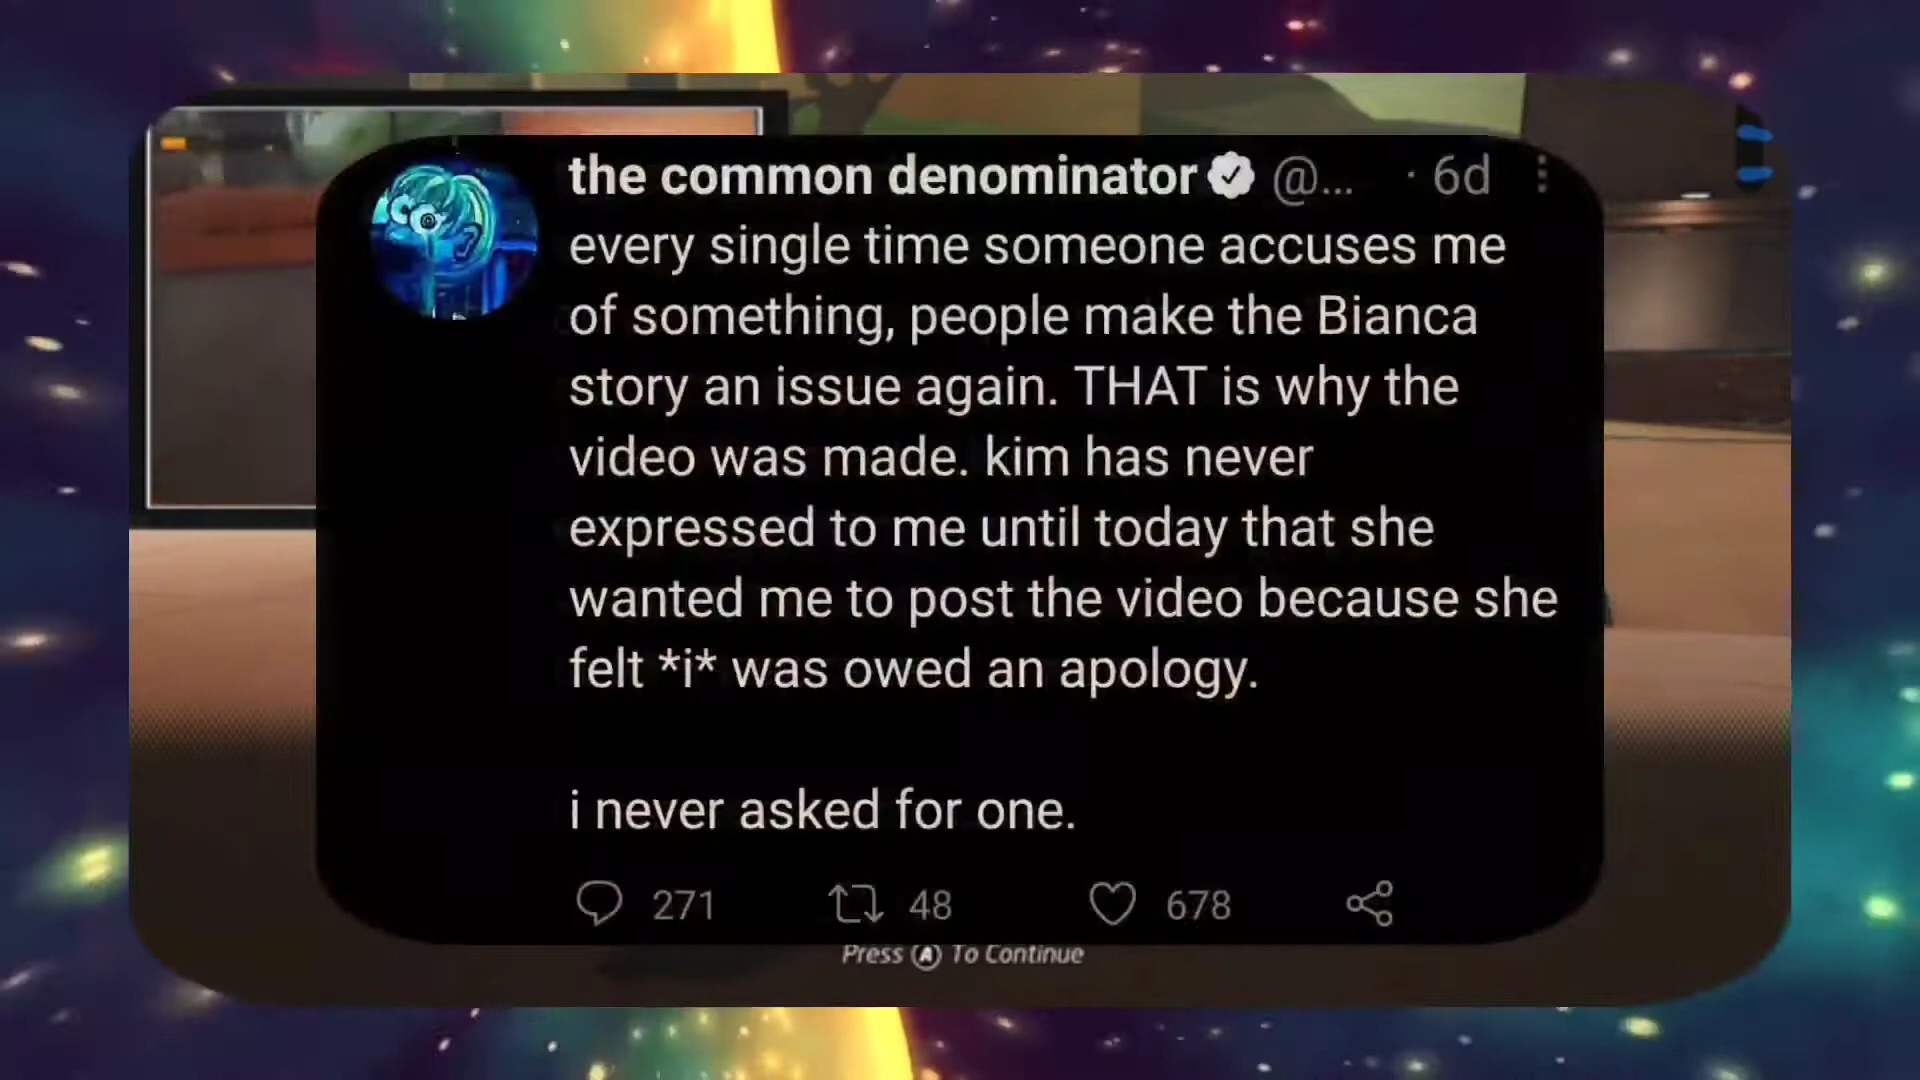 the common denominator @... · 6d
every single time someone accuses me
of something, people make the Bianca
story an issue again. THAT is why the
video was made. kim has never
expressed to me until today that she
wanted me to post the video because she
felt *i* was owed an apology.
i never asked for one.
271 48 678
Press A To Continue